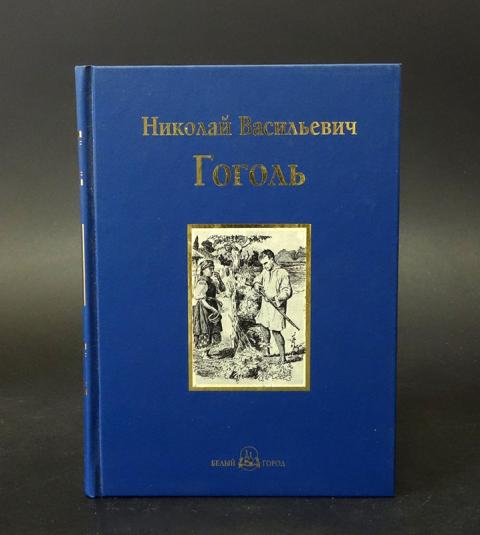 Николай Васильевич
Гоголь
БЕЛЫЙ ГОРОД